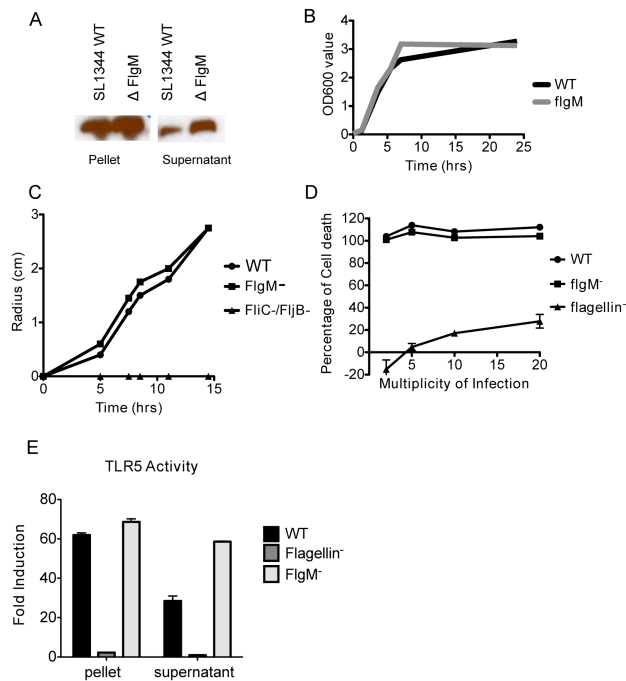 A
SL1344 WT
Δ FlgM
SL1344 WT
Δ FlgM
Pellet
Supernatant
B
OD600 value
4
3
2
1
0
0 5 10 15 20 25
Time (hrs)
WT
flgM
C
Radius (cm)
3
2
1
0
0 5 10 15
Time (hrs)
WT
FlgM–
FliC-/FljB-
D
Percentage of Cell death
120
100
80
60
40
20
0
-20
5 10 15 20
Multiplicity of Infection
WT
flgM-
flagellin-
E
TLR5 Activity
Fold Induction
80
60
40
20
0
pellet supernatant
WT
Flagellin-
FlgM-